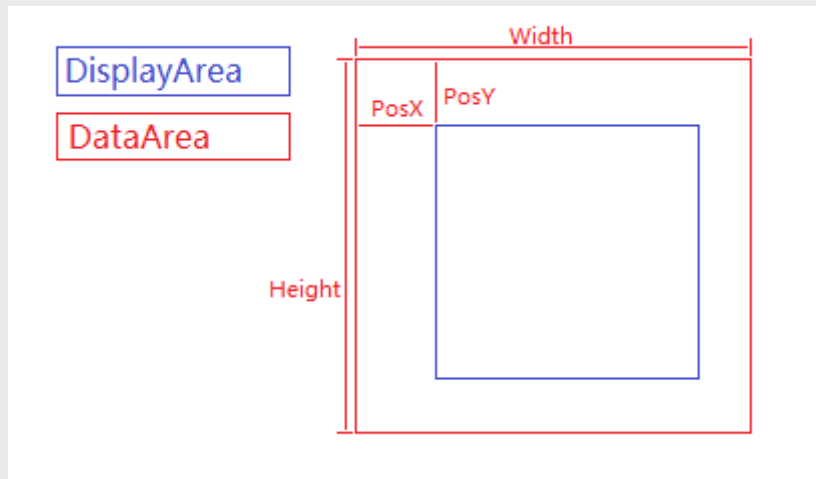 DisplayArea
DataArea
Width
PosX
PosY
Height